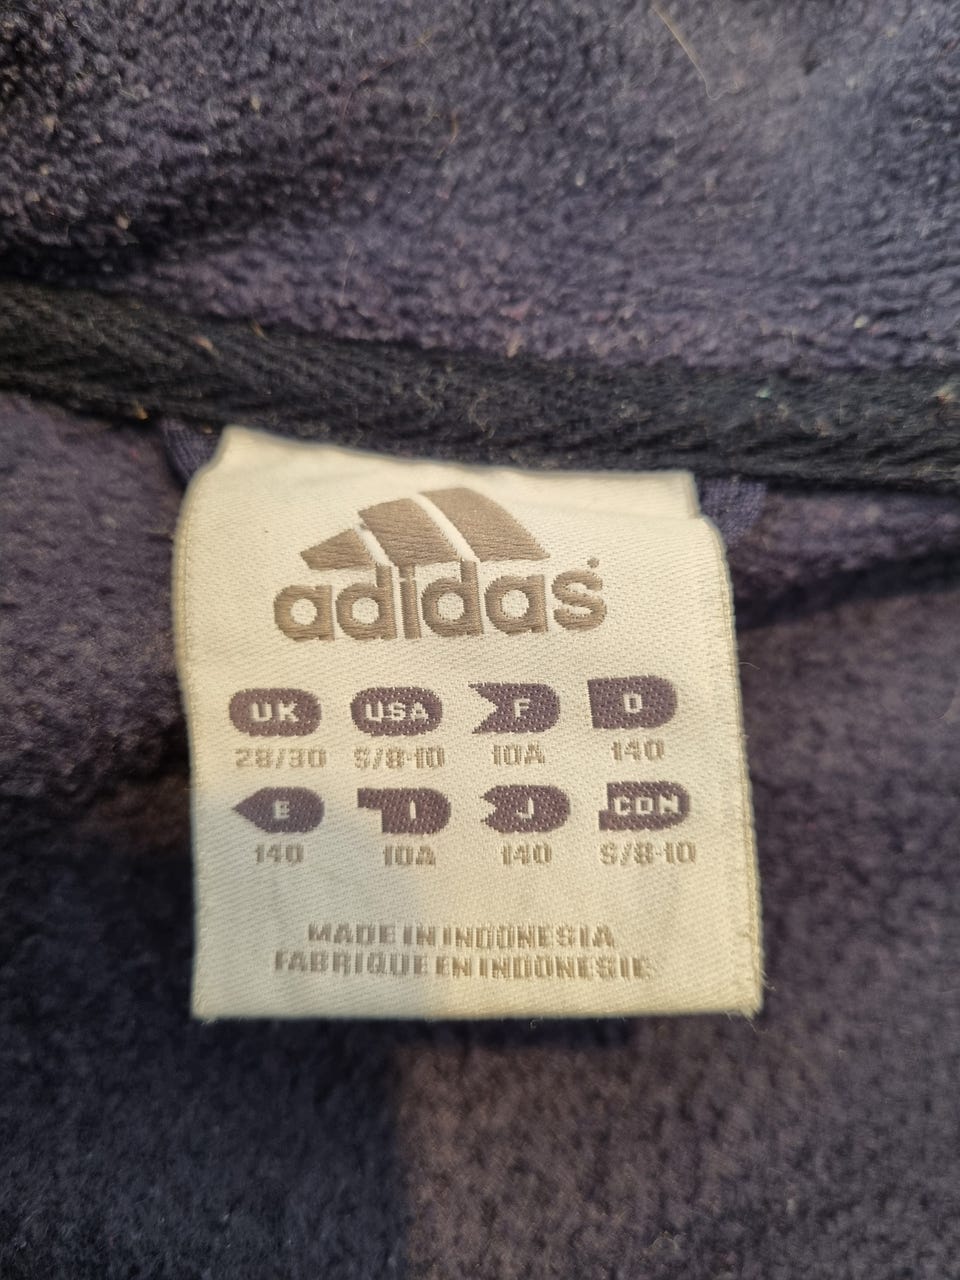 adidas
UK USA F D
28/30 S/8-10 10A 140
E I J CDN
140 10A 140 S/8-10
MADE IN INDONESIA
FABRIQUE EN INDONESIE